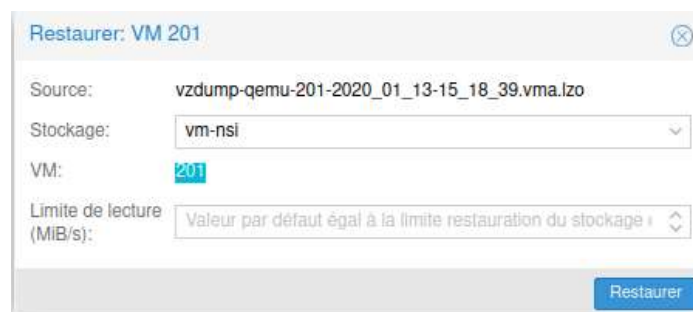 Restaurer: VM 201
Source: vzdump-qemu-201-2020_01_13-15_18_39.vma.lzo
Stockage: vm-nsi
VM: 201
Limite de lecture
(MiB/s): Valeur par défaut égal à la limite restauration du stockage
Restaurer